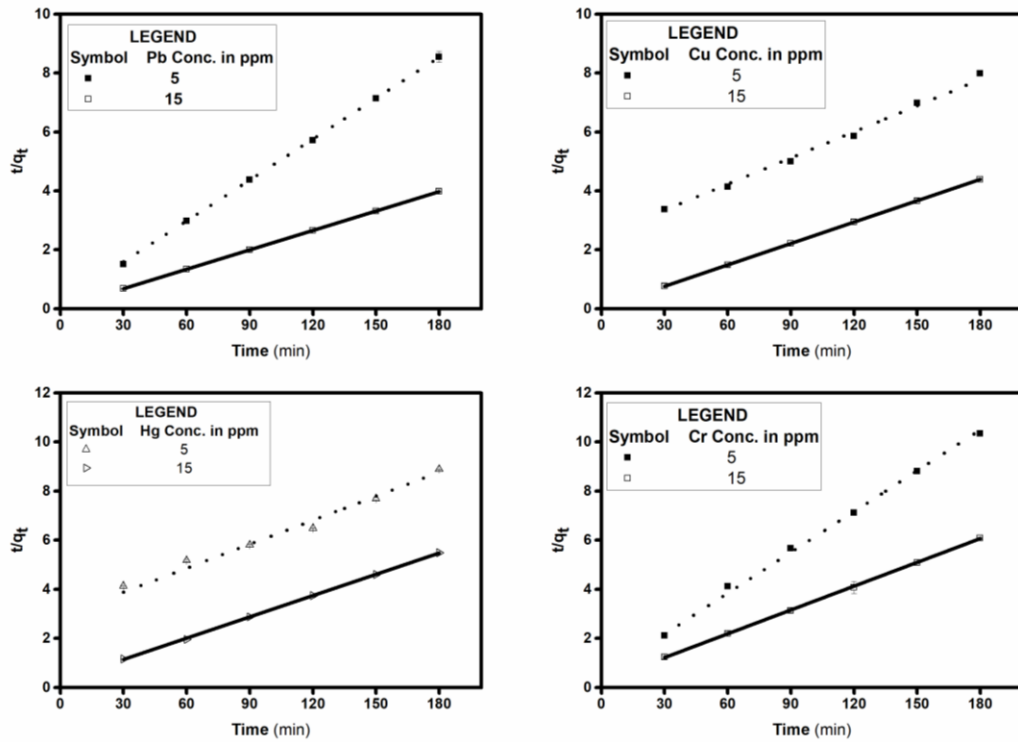 LEGEND
Symbol Pb Conc. in ppm
5
15
t/qt
10
8
6
4
2
0
0 30 60 90 120 150 180
Time (min)
LEGEND
Symbol Cu Conc. in ppm
5
15
t/qt
10
8
6
4
2
0
0 30 60 90 120 150 180
Time (min)
LEGEND
Symbol Hg Conc. in ppm
5
15
t/qt
12
10
8
6
4
2
0
0 30 60 90 120 150 180
Time (min)
LEGEND
Symbol Cr Conc. in ppm
5
15
t/qt
12
10
8
6
4
2
0
0 30 60 90 120 150 180
Time (min)